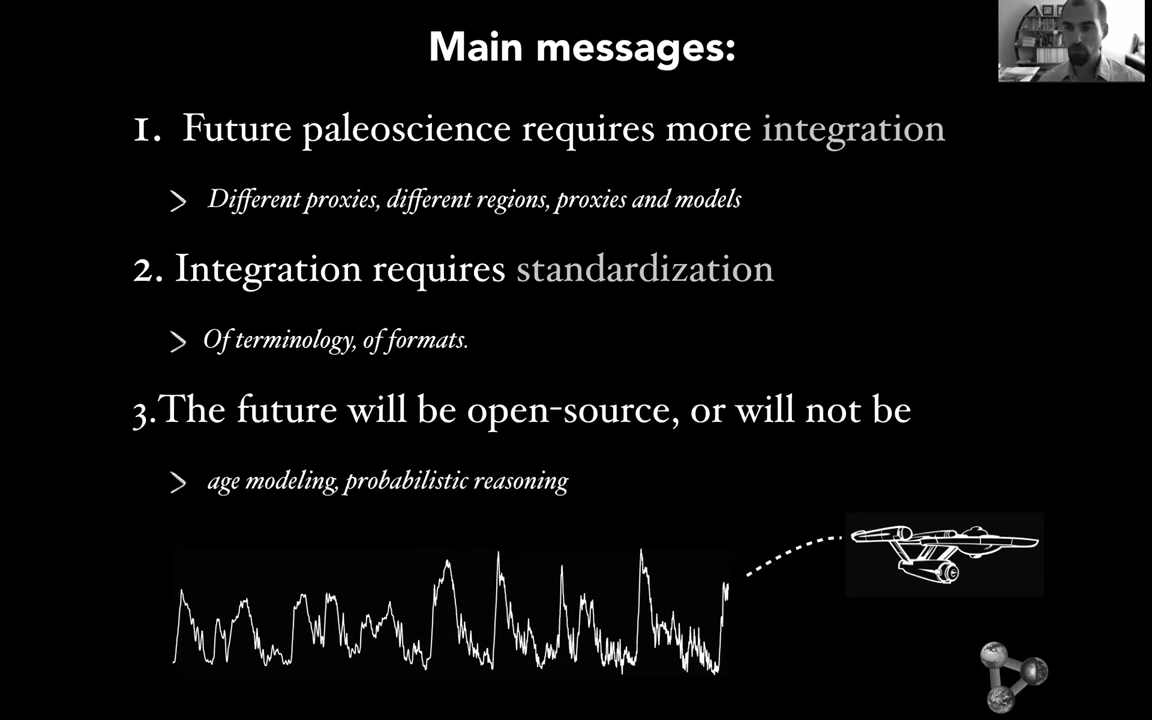 Main messages:
1. Future paleoscience requires more integration
> Different proxies, different regions, proxies and models
2. Integration requires standardization
> Of terminology, of formats.
3.The future will be open-source, or will not be
> age modeling, probabilistic reasoning